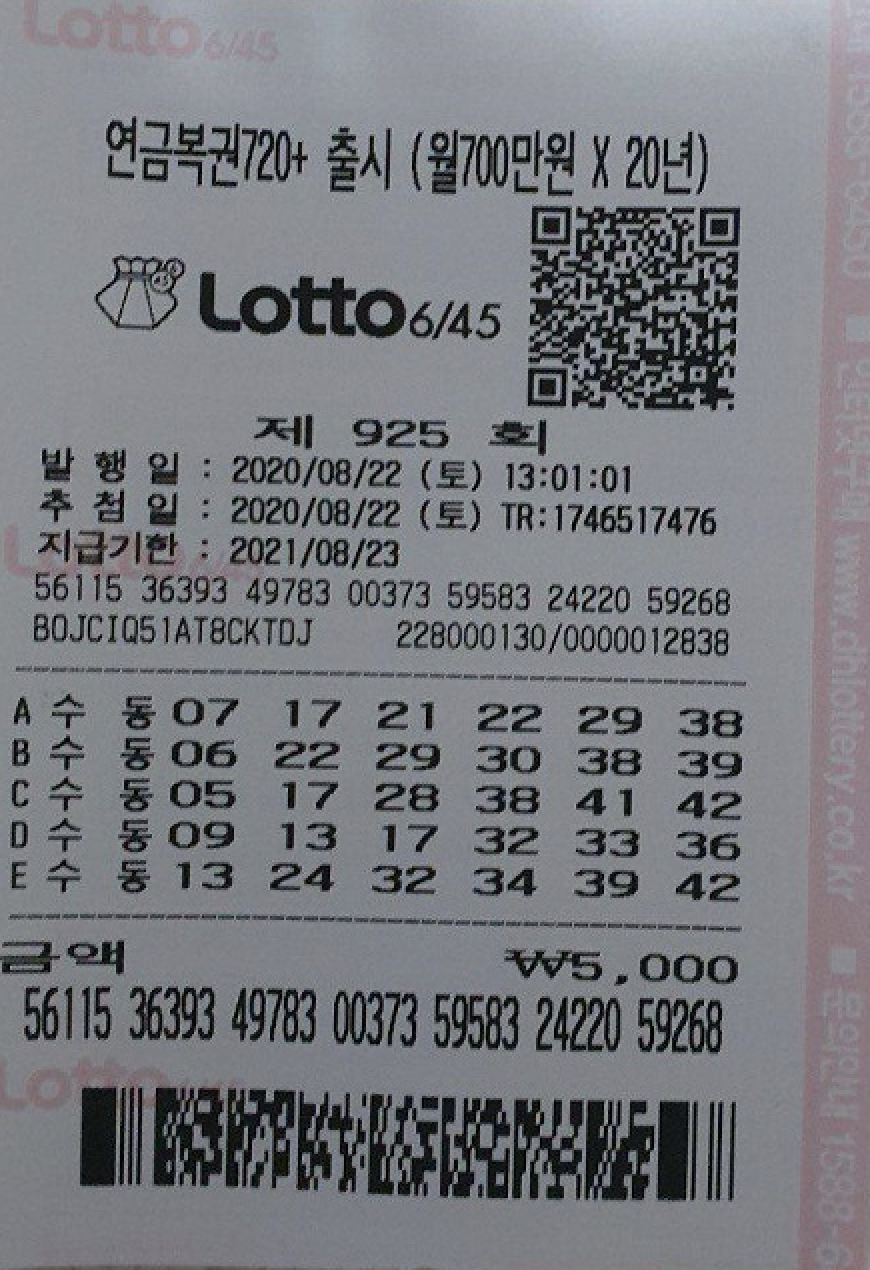 Lotto 6/45
연금복권720+ 출시 (월700만원 X 20년)
Lotto 6/45
제 925 회
발 행 일 : 2020/08/22 (토) 13:01:01
추 첨 일 : 2020/08/22 (토) TR:1746517476
지급기한 : 2021/08/23
56115 36393 49783 00373 59583 24220 59268
BOJCIQ51AT8CKTDJ 228000130/0000012838
A 수 동 07 17 21 22 29 38
B 수 동 06 22 29 30 38 39
C 수 동 05 17 28 38 41 42
D 수 동 09 13 17 32 33 36
E 수 동 13 24 32 34 39 42
금액 ₩5,000
56115 36393 49783 00373 59583 24220 59268
Lotto
1588-6450 ■ 인터넷구매 www.dhlottery.co.kr ■ 문의전화 1588-6